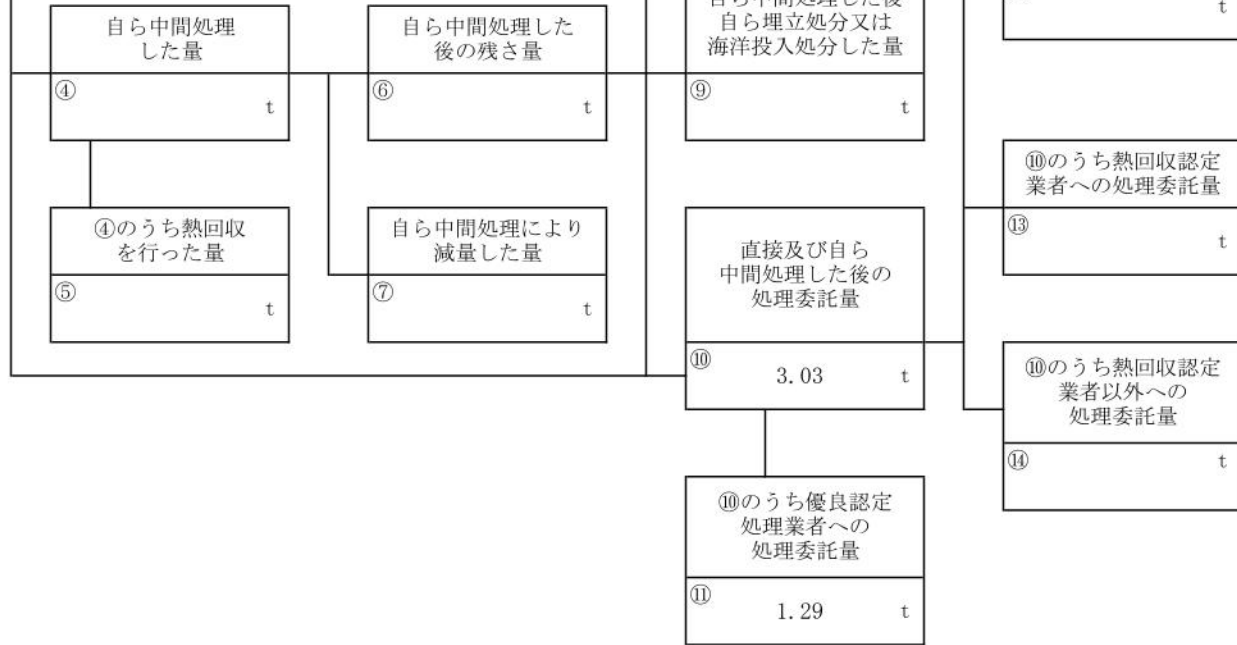 自ら中間処理
した量
④
t
自ら中間処理した
後の残さ量
⑥
t
自ら中間処理した後
自ら埋立処分又は
海洋投入処分した量
⑨
t
t
④のうち熱回収
を行った量
⑤
t
自ら中間処理により
減量した量
⑦
t
直接及び自ら
中間処理した後の
処理委託量
⑩
3.03 t
⑩のうち熱回収認定
業者への処理委託量
⑬
t
⑩のうち熱回収認定
業者以外への
処理委託量
⑭
t
⑩のうち優良認定
処理業者への
処理委託量
⑪
1.29 t